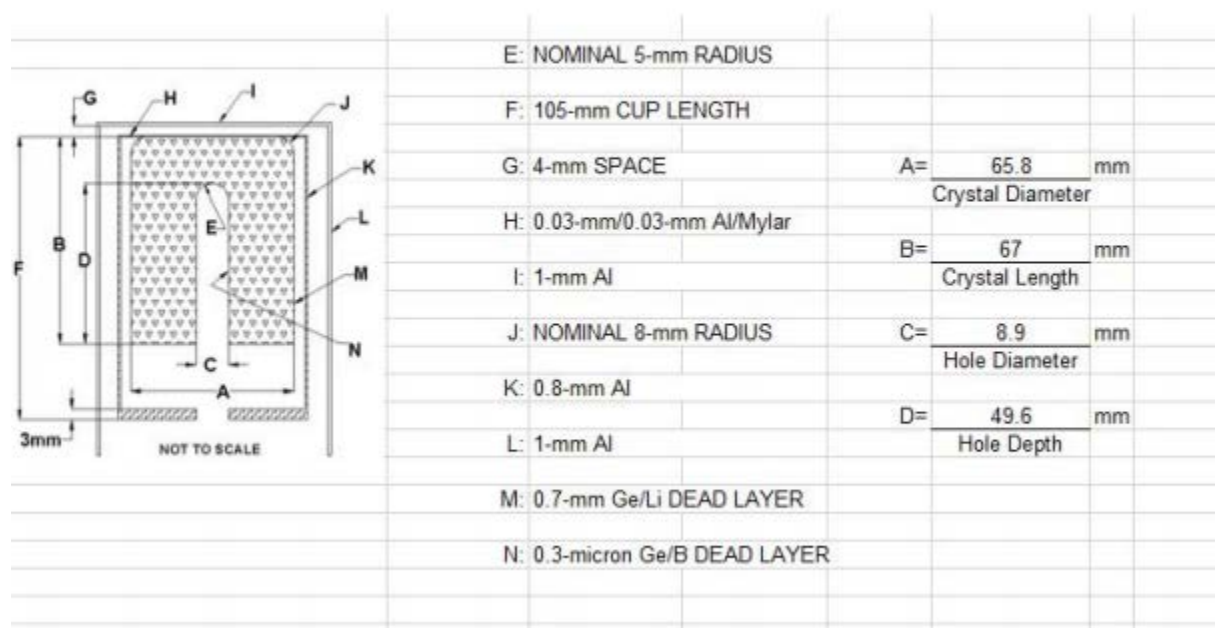 E: NOMINAL 5-mm RADIUS
F: 105-mm CUP LENGTH
G: 4-mm SPACE
H: 0.03-mm/0.03-mm Al/Mylar
I: 1-mm Al
J: NOMINAL 8-mm RADIUS
K: 0.8-mm Al
L: 1-mm Al
M: 0.7-mm Ge/Li DEAD LAYER
N: 0.3-micron Ge/B DEAD LAYER
A= 65.8 mm
Crystal Diameter
B= 67 mm
Crystal Length
C= 8.9 mm
Hole Diameter
D= 49.6 mm
Hole Depth
G
H
I
J
K
E
L
B
D
F
M
N
C
A
3mm
NOT TO SCALE